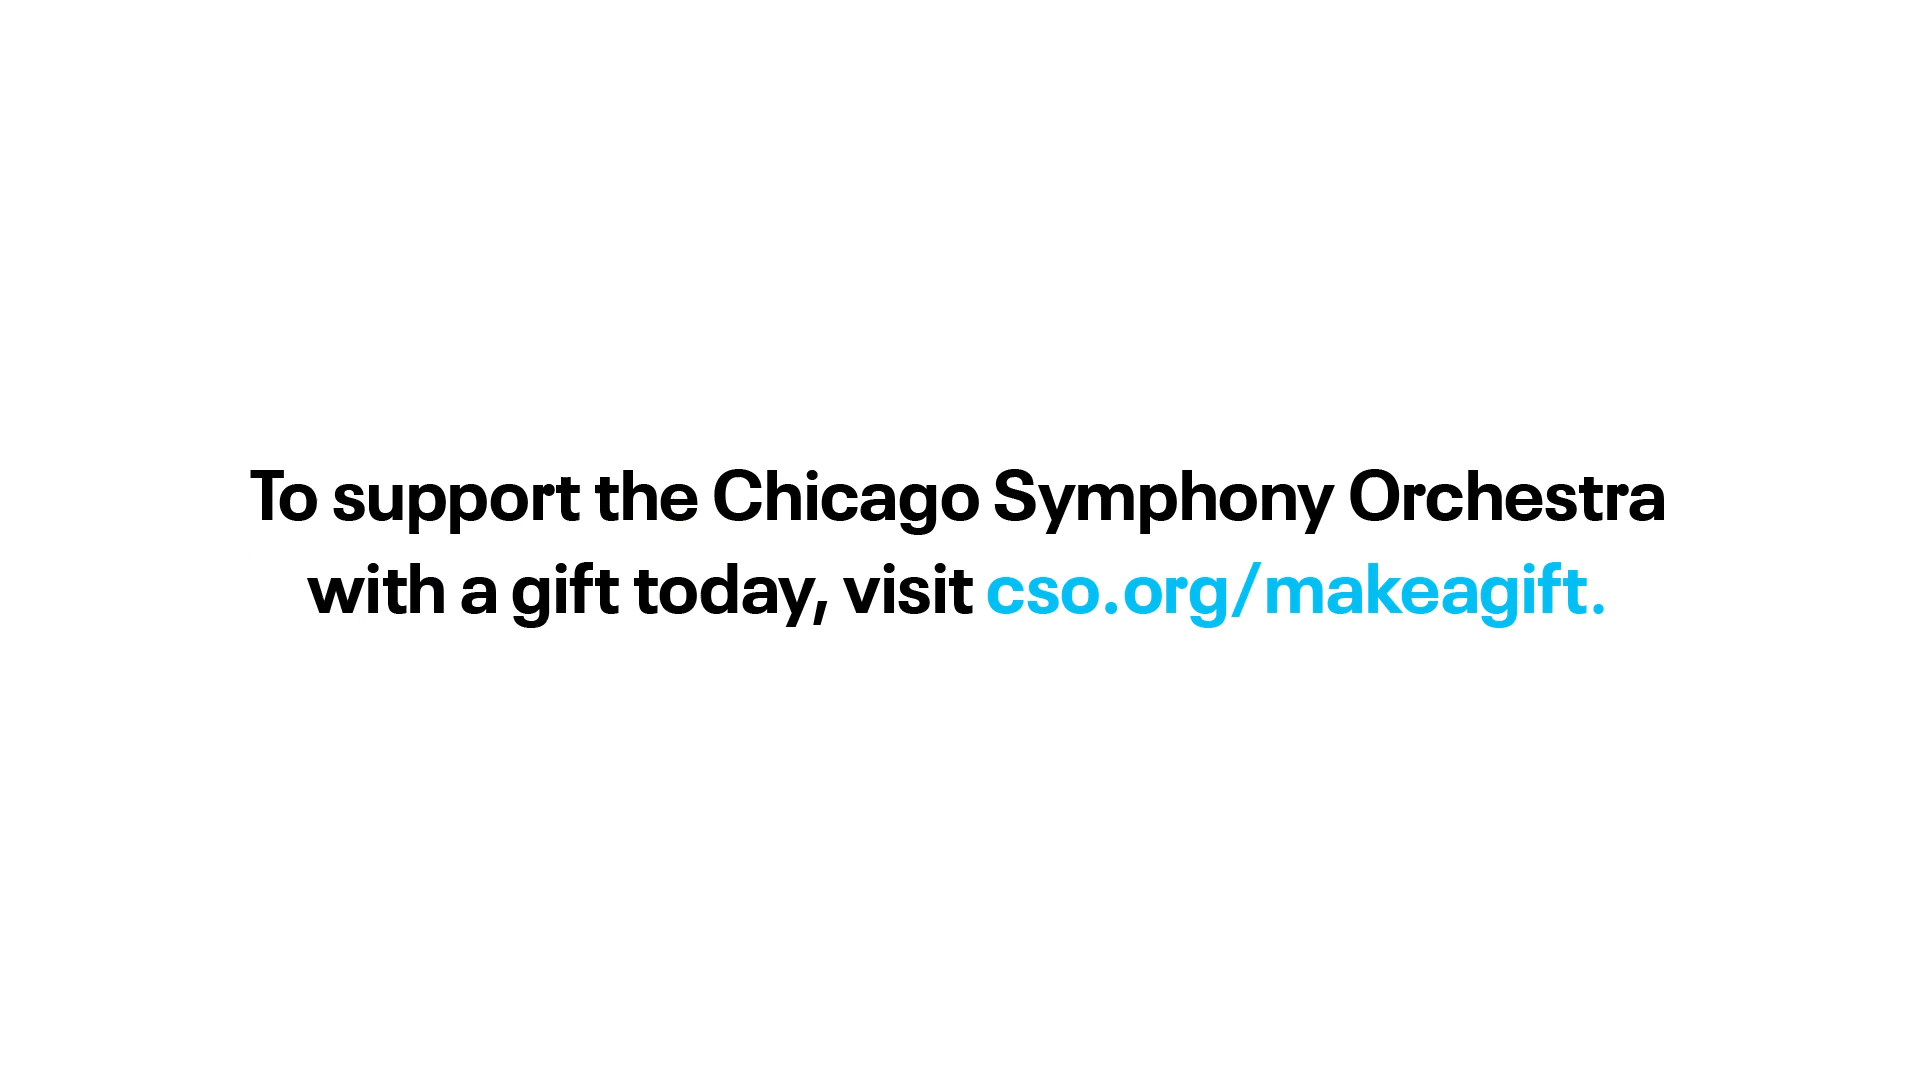 To support the Chicago Symphony Orchestra
with a gift today, visit cso.org/makeagift.